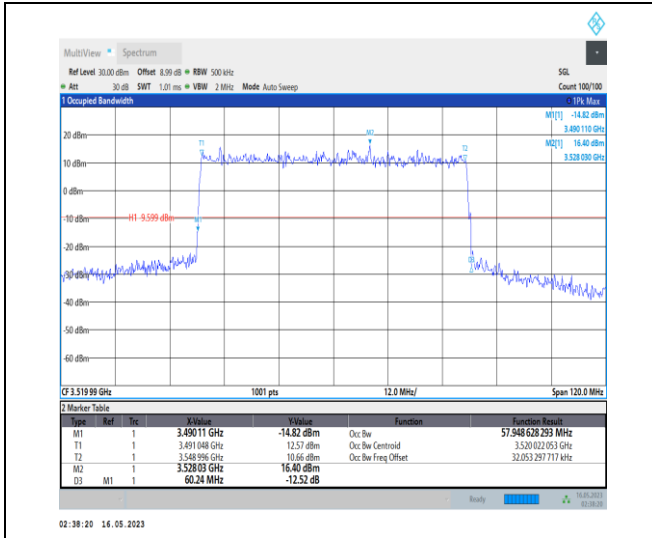 MultiView Spectrum
Ref Level 30.00 dBm Offset 8.99 dB RBW 500 kHz SGL
Att 30 dB SWT 1.01 ms VBW 2 MHz Mode Auto Sweep Count 100/100
1 Occupied Bandwidth 1Pk Max
M1[1] -14.82 dBm
3.490 110 GHz
M2[1] 16.40 dBm
3.528 030 GHz
20 dBm
M2
T1
T2
10 dBm
0 dBm
-10 dBm
H1 -9.599 dBm
M1
-20 dBm
D3
-30 dBm
-40 dBm
-50 dBm
-60 dBm
CF 3.519 99 GHz 1001 pts 12.0 MHz/ Span 120.0 MHz
2 Marker Table
Type Ref Trc X-Value Y-Value Function Function Result
M1 1 3.49011 GHz -14.82 dBm Occ Bw 57.948 628 293 MHz
T1 1 3.491 048 GHz 12.57 dBm Occ Bw Centroid 3.520 022 053 GHz
T2 1 3.548 996 GHz 10.66 dBm Occ Bw Freq Offset 32.053 297 717 kHz
M2 1 3.52803 GHz 16.40 dBm
D3 M1 1 60.24 MHz -12.52 dB
Ready 16.05.2023
02:38:20
02:38:20 16.05.2023